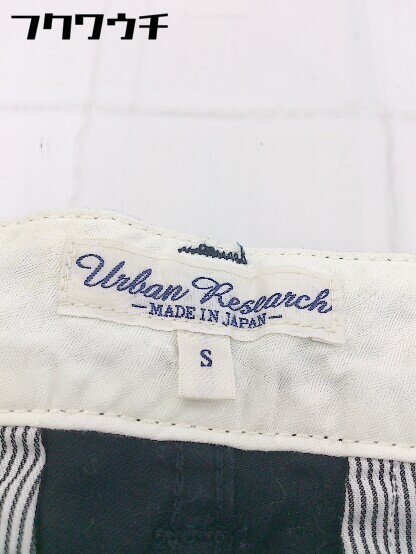 フクワウチ
Urban Research
-MADE IN JAPAN-
S